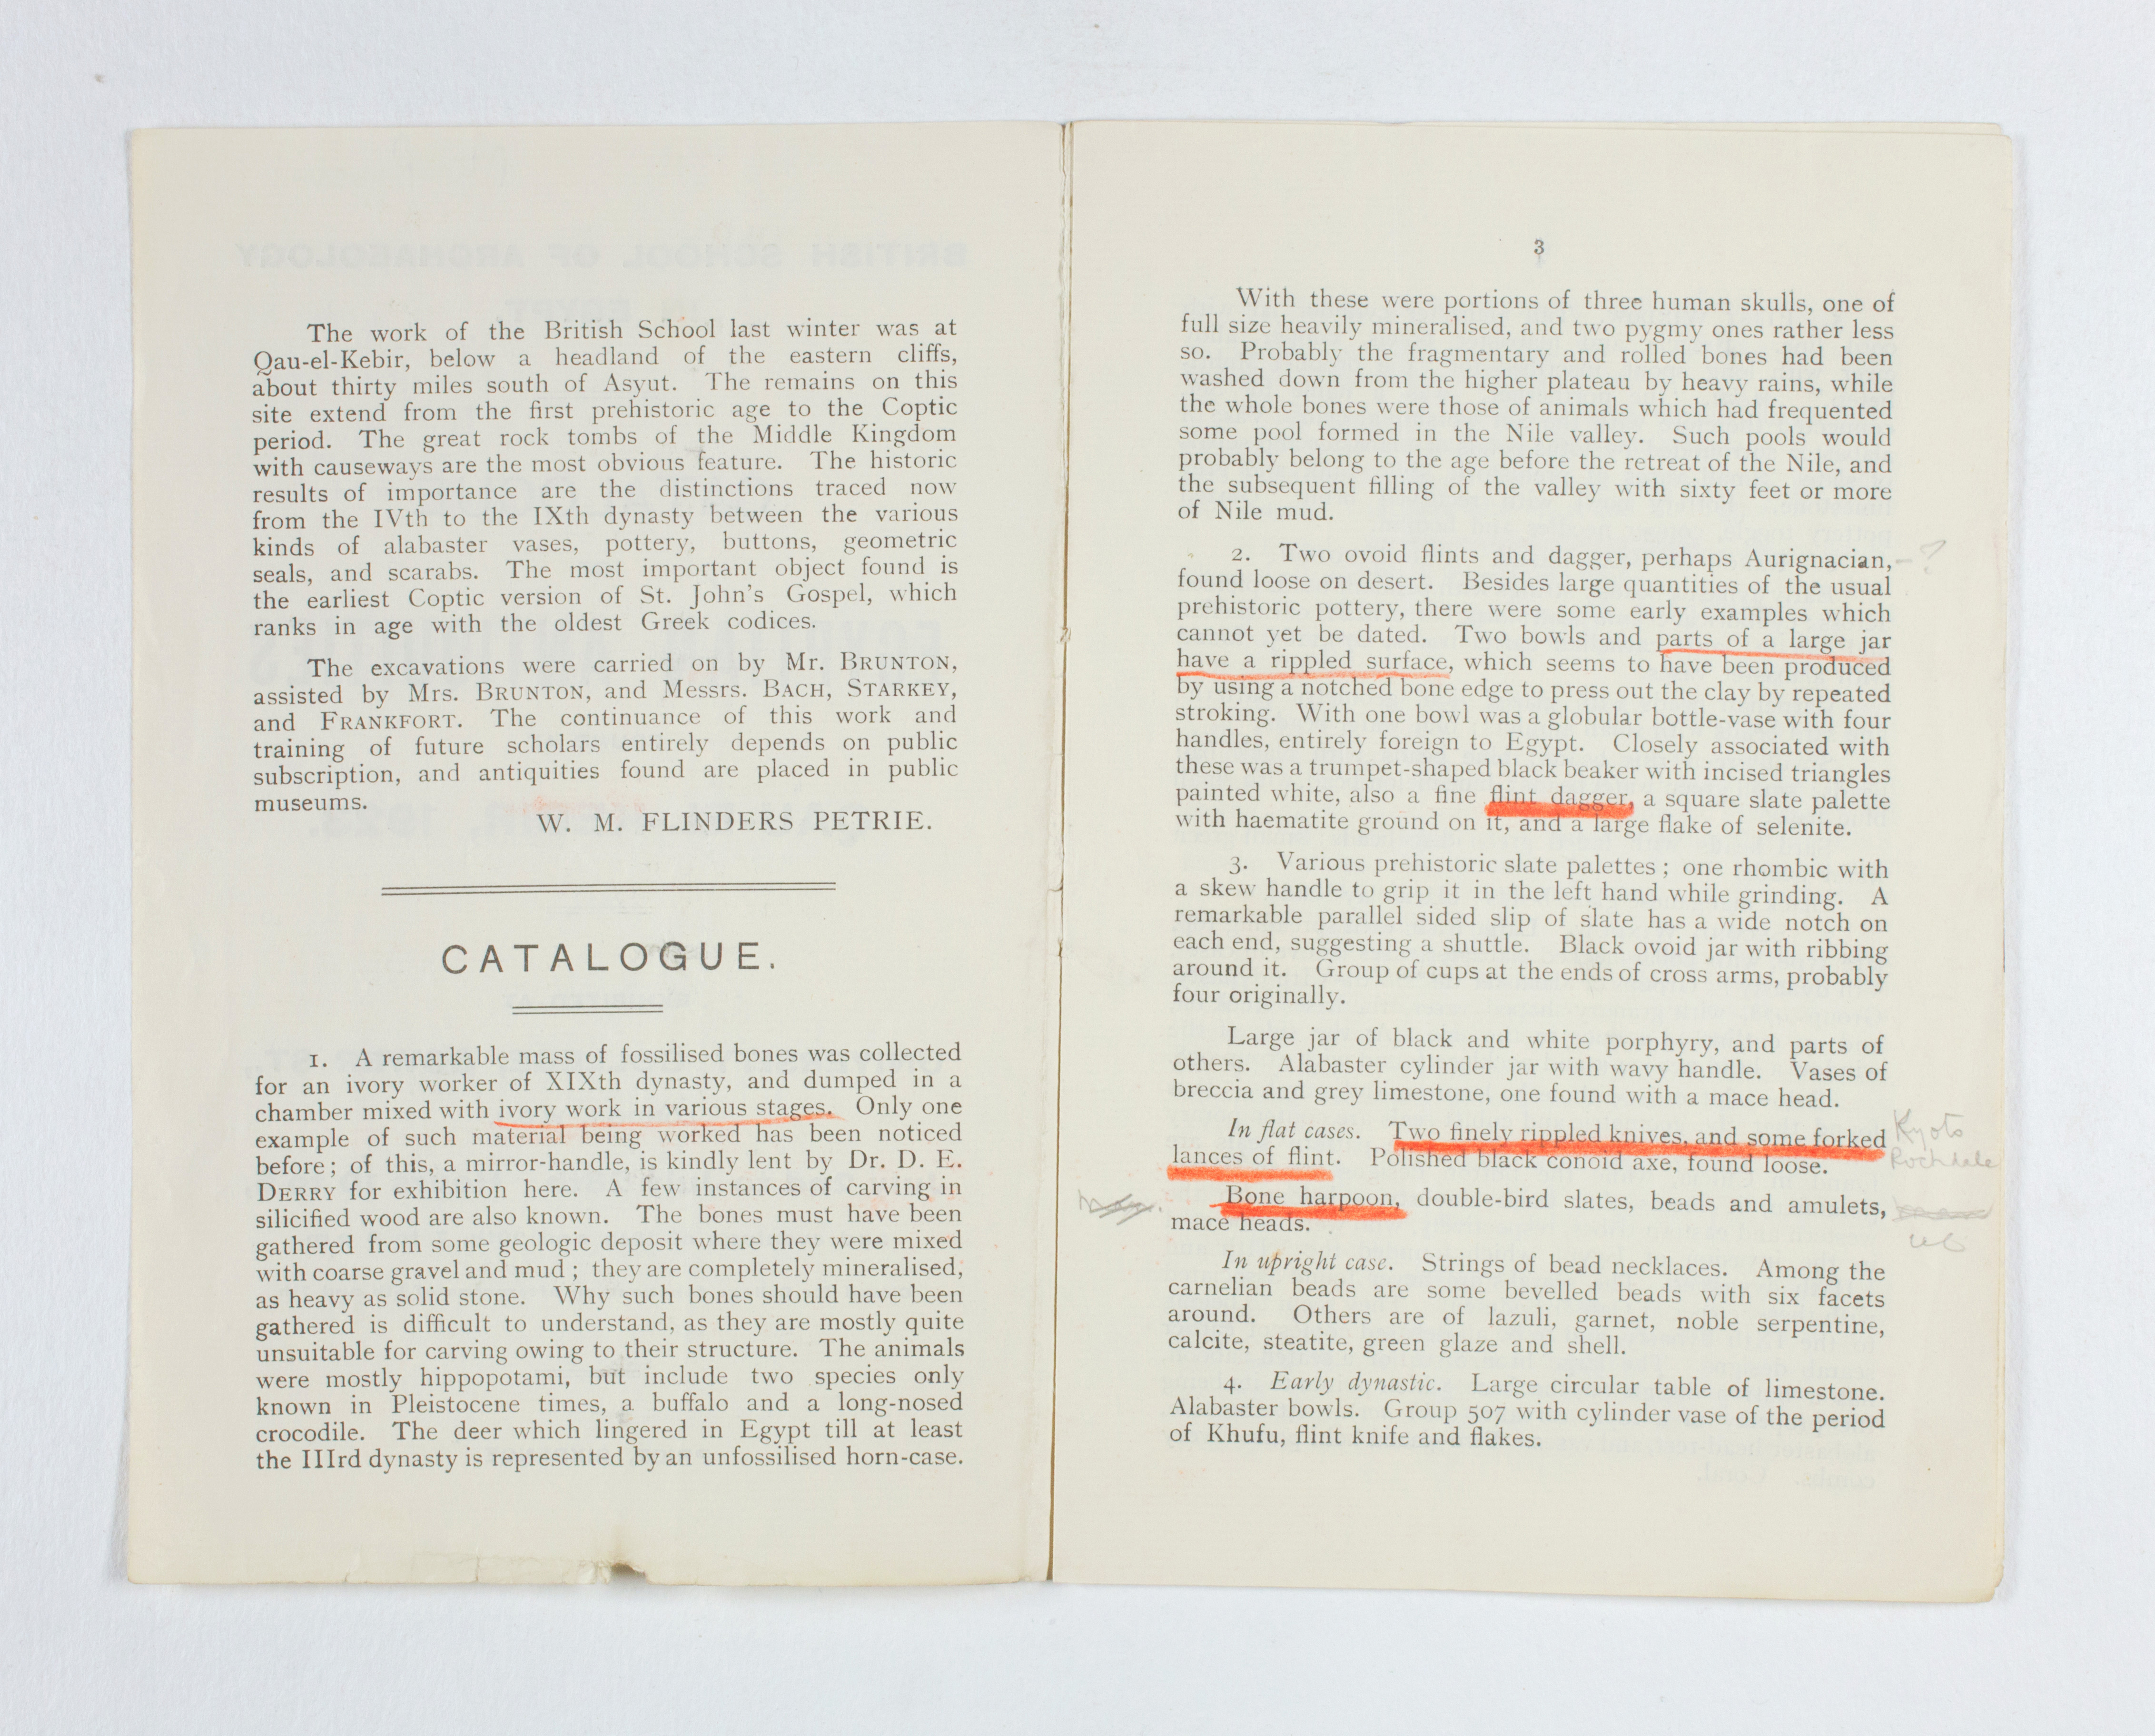 The work of the British School last winter was at
Qau-el-Kebir, below a headland of the eastern cliffs,
about thirty miles south of Asyut. The remains on this
site extend from the first prehistoric age to the Coptic
period. The great rock tombs of the Middle Kingdom
with causeways are the most obvious feature. The historic
results of importance are the distinctions traced now
from the IVth to the IXth dynasty between the various
kinds of alabaster vases, pottery, buttons, geometric
seals, and scarabs. The most important object found is
the earliest Coptic version of St. John's Gospel, which
ranks in age with the oldest Greek codices.
The excavations were carried on by Mr. BRUNTON,
assisted by Mrs. BRUNTON, and Messrs. BACH, STARKEY,
and FRANKFORT. The continuance of this work and
training of future scholars entirely depends on public
subscription, and antiquities found are placed in public
museums.
W. M. FLINDERS PETRIE.
CATALOGUE.
1. A remarkable mass of fossilised bones was collected
for an ivory worker of XIXth dynasty, and dumped in a
chamber mixed with ivory work in various stages. Only one
example of such material being worked has been noticed
before; of this, a mirror-handle, is kindly lent by Dr. D. E.
DERRY for exhibition here. A few instances of carving in
silicified wood are also known. The bones must have been
gathered from some geologic deposit where they were mixed
with coarse gravel and mud; they are completely mineralised,
as heavy as solid stone. Why such bones should have been
gathered is difficult to understand, as they are mostly quite
unsuitable for carving owing to their structure. The animals
were mostly hippopotami, but include two species only
known in Pleistocene times, a buffalo and a long-nosed
crocodile. The deer which lingered in Egypt till at least
the IIIrd dynasty is represented by an unfossilised horn-case.
3
With these were portions of three human skulls, one of
full size heavily mineralised, and two pygmy ones rather less
so. Probably the fragmentary and rolled bones had been
washed down from the higher plateau by heavy rains, while
the whole bones were those of animals which had frequented
some pool formed in the Nile valley. Such pools would
probably belong to the age before the retreat of the Nile, and
the subsequent filling of the valley with sixty feet or more
of Nile mud.
2. Two ovoid flints and dagger, perhaps Aurignacian, - ?
found loose on desert. Besides large quantities of the usual
prehistoric pottery, there were some early examples which
cannot yet be dated. Two bowls and parts of a large jar
have a rippled surface, which seems to have been produced
by using a notched bone edge to press out the clay by repeated
stroking. With one bowl was a globular bottle-vase with four
handles, entirely foreign to Egypt. Closely associated with
these was a trumpet-shaped black beaker with incised triangles
painted white, also a fine flint dagger, a square slate palette
with haematite ground on it, and a large flake of selenite.
3. Various prehistoric slate palettes; one rhombic with
a skew handle to grip it in the left hand while grinding. A
remarkable parallel sided slip of slate has a wide notch on
each end, suggesting a shuttle. Black ovoid jar with ribbing
around it. Group of cups at the ends of cross arms, probably
four originally.
Large jar of black and white porphyry, and parts of
others. Alabaster cylinder jar with wavy handle. Vases of
breccia and grey limestone, one found with a mace head.
In flat cases. Two finely rippled knives, and some forked Kyoto
lances of flint. Polished black conoid axe, found loose. Rochdale
Bone harpoon, double-bird slates, beads and amulets,
mace heads.
In upright case. Strings of bead necklaces. Among the
carnelian beads are some bevelled beads with six facets
around. Others are of lazuli, garnet, noble serpentine,
calcite, steatite, green glaze and shell.
4. Early dynastic. Large circular table of limestone.
Alabaster bowls. Group 507 with cylinder vase of the period
of Khufu, flint knife and flakes.